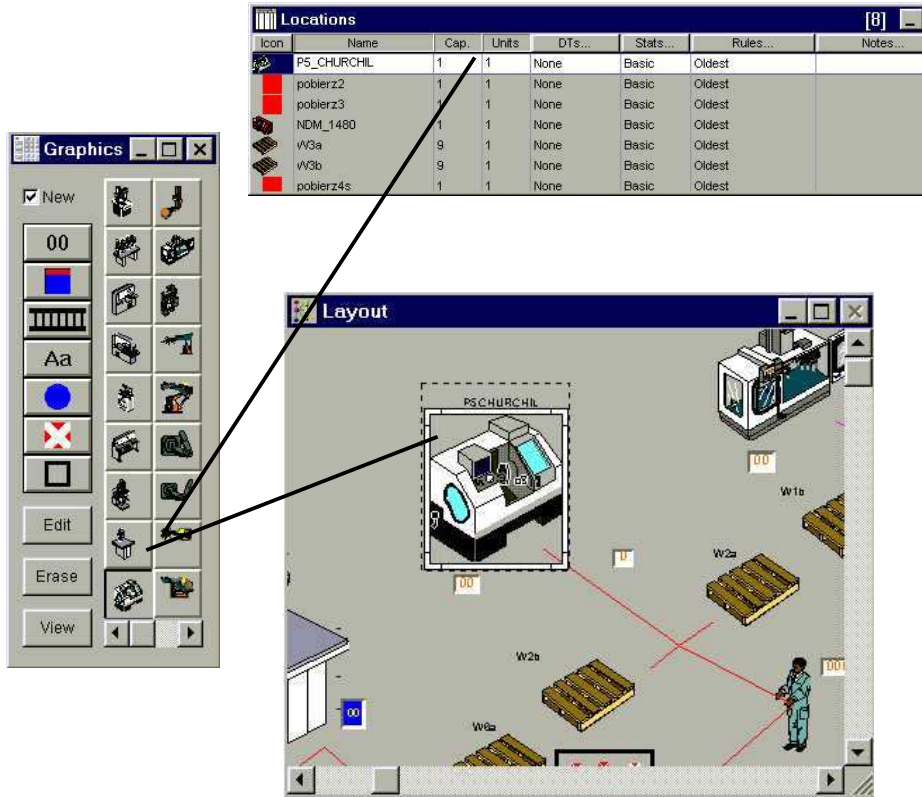 Locations [8]
Icon Name Cap. Units DTs... Stats... Rules... Notes...
P5_CHURCHIL 1 1 None Basic Oldest
pobierz2 1 1 None Basic Oldest
pobierz3 1 1 None Basic Oldest
NDM_1480 1 1 None Basic Oldest
W3a 9 1 None Basic Oldest
W3b 9 1 None Basic Oldest
pobierz4s 1 1 None Basic Oldest
Graphics
New
00
Aa
Edit
Erase
View
Layout
P5CHURCHIL
00
W1b
0
W2a
00
W2b
00
W6a